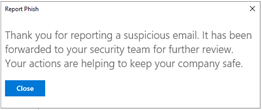 Report Phish
Thank you for reporting a suspicious email. It has been
forwarded to your security team for further review.
Your actions are helping to keep your company safe.
Close